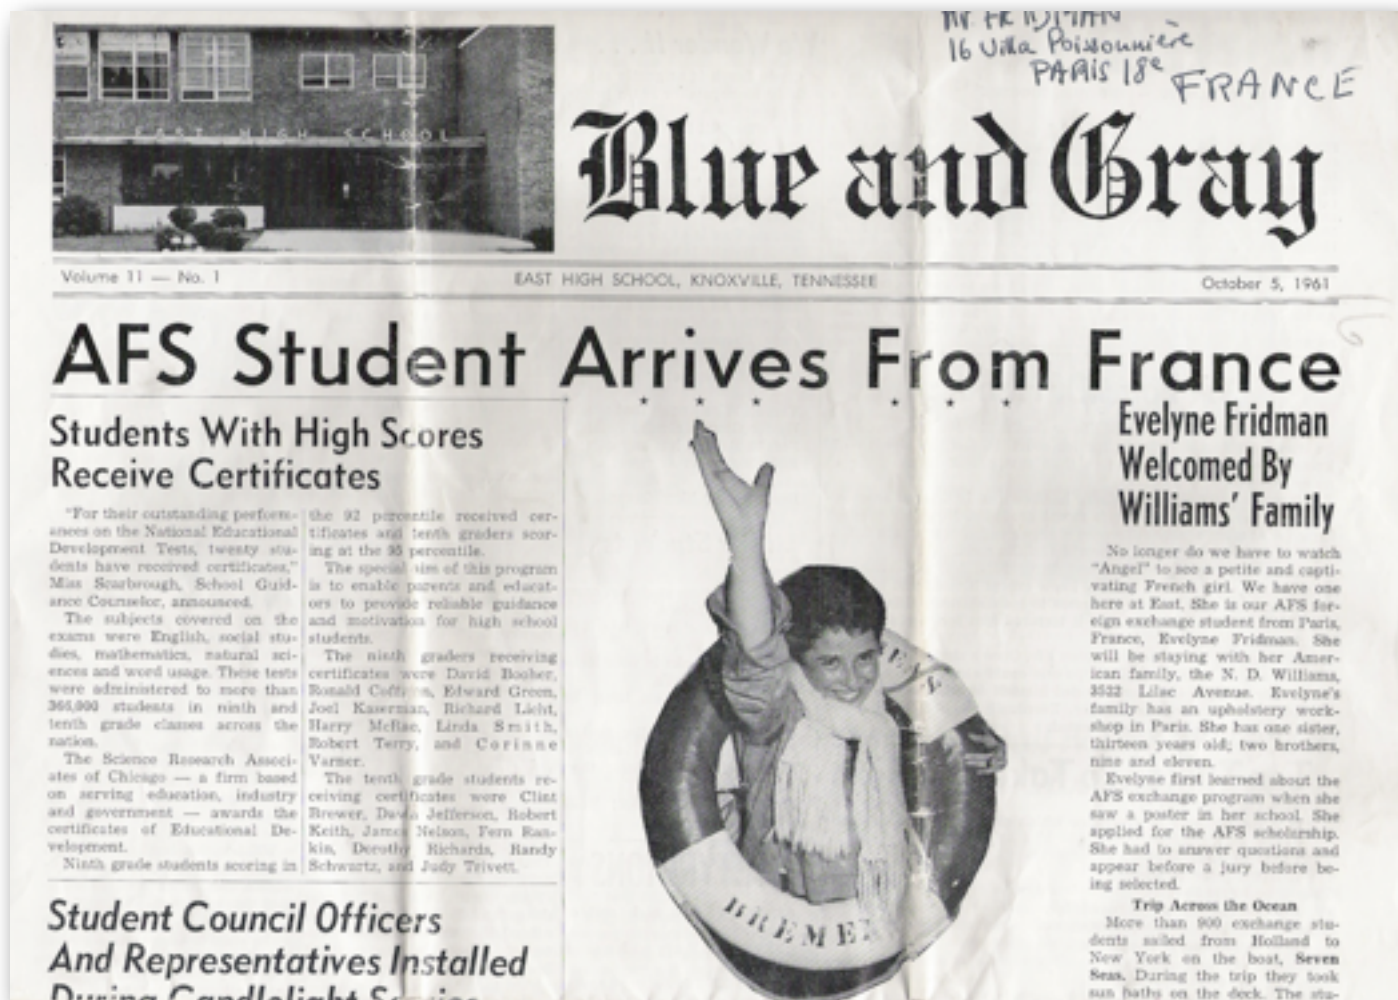 16 Villa Poissonnière
PARIS 18e FRANCE
EAST HIGH SCHOOL
Blue and Gray
Volume 11 — No. 1
EAST HIGH SCHOOL, KNOXVILLE, TENNESSEE
October 5, 1961
AFS Student Arrives From France
Students With High Scores
Receive Certificates
"For their outstanding perform-
ances on the National Educational
Development Tests, twenty stu-
dents have received certificates,"
Miss Scarbrough, School Guid-
ance Counselor, announced.
The subjects covered on the
exams were English, social stu-
dies, mathematics, natural sci-
ences and word usage. These tests
were administered to more than
students in ninth and
tenth grade classes across the
nation.
The Science Research Associ-
ates of Chicago — a firm based
on serving education, industry
and government — awards the
certificates of Educational De-
velopment.
Ninth grade students scoring in
the 92 percentile received cer-
tificates and tenth graders scor-
ing at the 95 percentile.
The special aim of this program
is to enable parents and educat-
ors to provide reliable guidance
and motivation for high school
students.
The ninth graders receiving
certificates were David Booher,
Ronald Edward Green,
Joel Kaserman, Richard Licht,
Harry McRae, Linda Smith,
Robert Terry, and Corinne
Varner.
The tenth grade students re-
ceiving certificates were Clint
Brewer, David Jefferson, Robert
Keith, James Nelson, Fern Ran-
kin, Dorothy Richards, Randy
Schwartz, and Judy Trivett.
Student Council Officers
And Representatives Installed
During Candlelight Service
BREMEN
Evelyne Fridman
Welcomed By
Williams' Family
No longer do we have to watch
"Angel" to see a petite and capti-
vating French girl. We have one
here at East. She is our AFS for-
eign exchange student from Paris,
France, Evelyne Fridman. She
will be staying with her Amer-
ican family, the N. D. Williams,
3522 Lilac Avenue. Evelyne's
family has an upholstery work-
shop in Paris. She has one sister,
thirteen years old; two brothers,
nine and eleven.
Evelyne first learned about the
AFS exchange program when she
saw a poster in her school. She
applied for the AFS scholarship.
She had to answer questions and
appear before a jury before be-
ing selected.
Trip Across the Ocean
More than 900 exchange stu-
dents sailed from Holland to
New York on the boat, Seven
Seas. During the trip they took
sun baths on the deck. The stu-